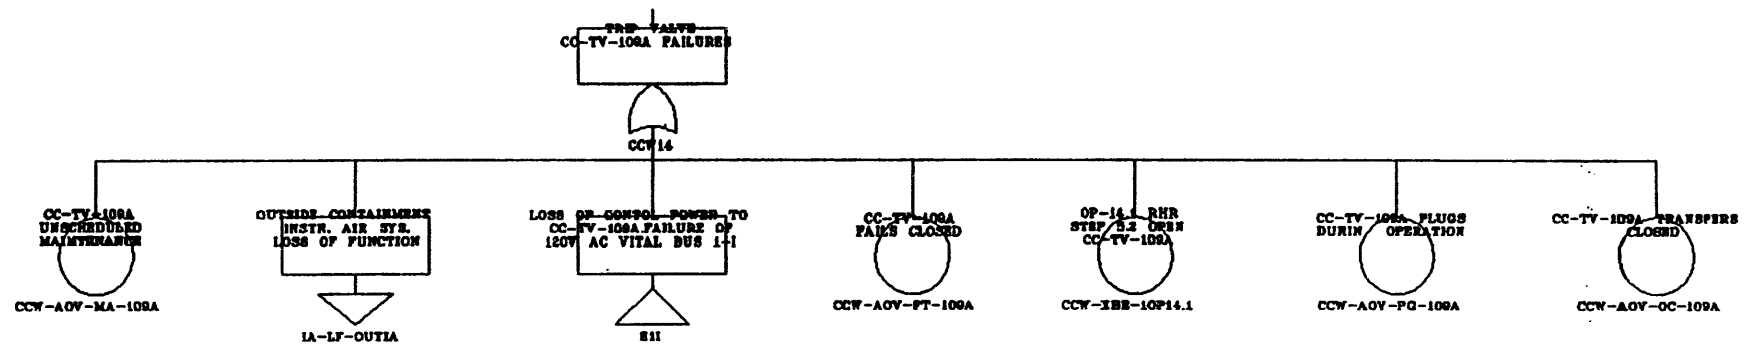 TRIP VALVE
CC-TV-109A FAILURES
CCW14
CC-TV-109A
UNSCHEDULED
MAINTENANCE
CCW-AOV-MA-109A
OUTSIDE CONTAINMENT
INSTR. AIR SYS.
LOSS OF FUNCTION
IA-LF-OUTIA
LOSS OF CONTOL POWER TO
CC-TV-109A.FAILURE OF
120V AC VITAL BUS 1-I
E1I
CC-TV-109A
FAILS CLOSED
CCW-AOV-FT-109A
OP-14.1 RHR
STEP 5.2 OPEN
CC-TV-109A
CCW-XHE-1OP14.1
CC-TV-109A PLUGS
DURIN OPERATION
CCW-AOV-PG-109A
CC-TV-109A TRANSFERS
CLOSED
CCW-AOV-OC-109A